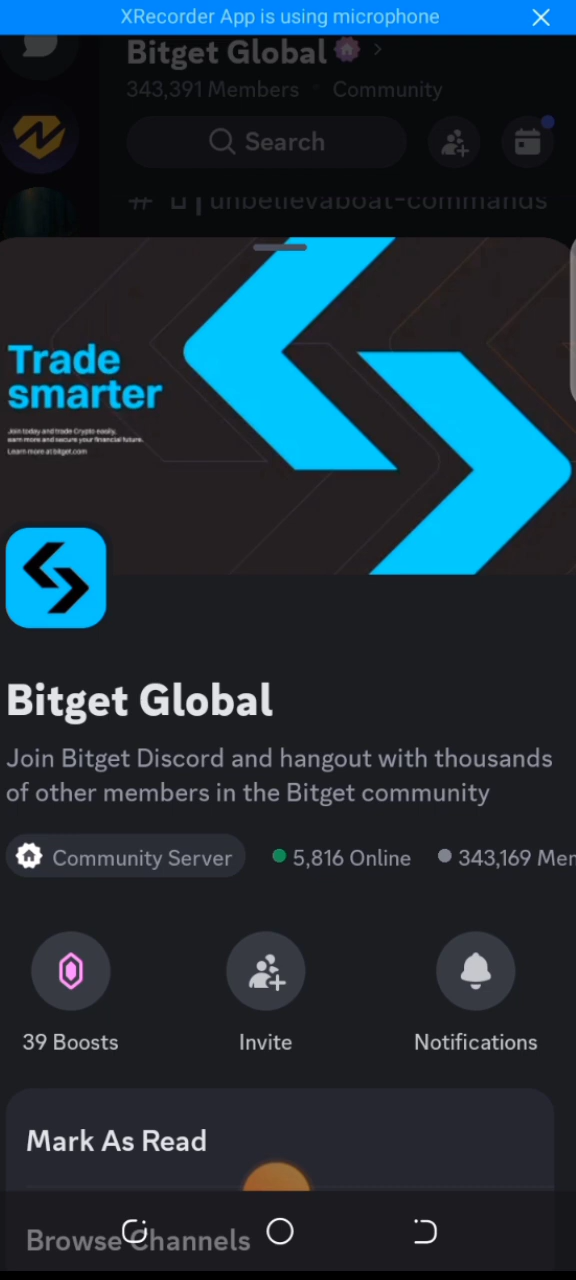 XRecorder App is using microphone
Bitget Global
343,391 Members
Community
Search
unbelievaboat-commands
Trade
smarter
Join today and trade Crypto easily,
earn more and secure your financial future.
Learn more at bitget.com
Bitget Global
Join Bitget Discord and hangout with thousands
of other members in the Bitget community
Community Server
5,816 Online
343,169 Mem
39 Boosts
Invite
Notifications
Mark As Read
Browse Channels